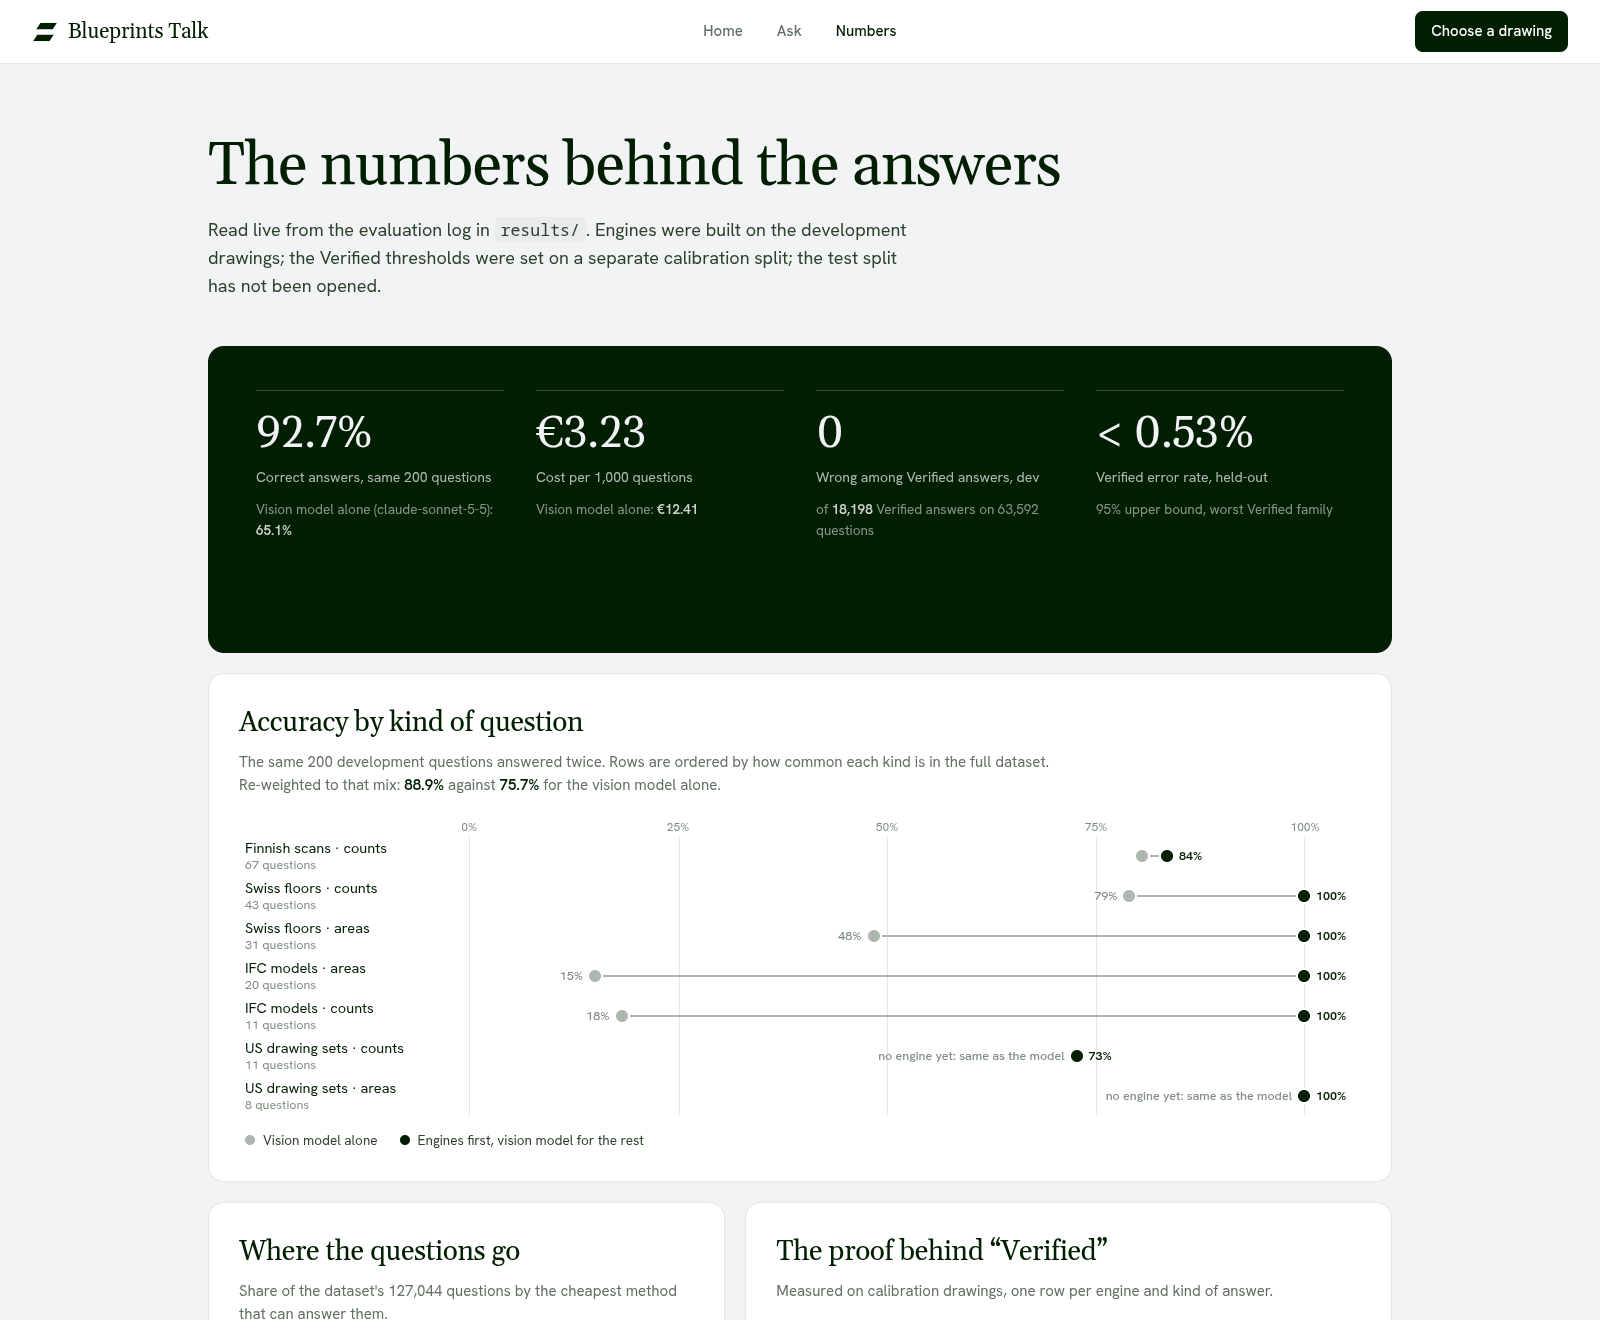 Blueprints Talk
Home
Ask
Numbers
Choose a drawing
The numbers behind the answers
Read live from the evaluation log in results/. Engines were built on the development
drawings; the Verified thresholds were set on a separate calibration split; the test split
has not been opened.
92.7%
Correct answers, same 200 questions
Vision model alone (claude-sonnet-5-5):
65.1%
€3.23
Cost per 1,000 questions
Vision model alone: €12.41
0
Wrong among Verified answers, dev
of 18,198 Verified answers on 63,592
questions
< 0.53%
Verified error rate, held-out
95% upper bound, worst Verified family
Accuracy by kind of question
The same 200 development questions answered twice. Rows are ordered by how common each kind is in the full dataset.
Re-weighted to that mix: 88.9% against 75.7% for the vision model alone.
0% 25% 50% 75% 100%
Finnish scans · counts
67 questions
84%
Swiss floors · counts
43 questions
79% 100%
Swiss floors · areas
31 questions
48% 100%
IFC models · areas
20 questions
15% 100%
IFC models · counts
11 questions
18% 100%
US drawing sets · counts
11 questions
no engine yet: same as the model 73%
US drawing sets · areas
8 questions
no engine yet: same as the model 100%
Vision model alone
Engines first, vision model for the rest
Where the questions go
Share of the dataset's 127,044 questions by the cheapest method
that can answer them.
The proof behind “Verified”
Measured on calibration drawings, one row per engine and kind of answer.